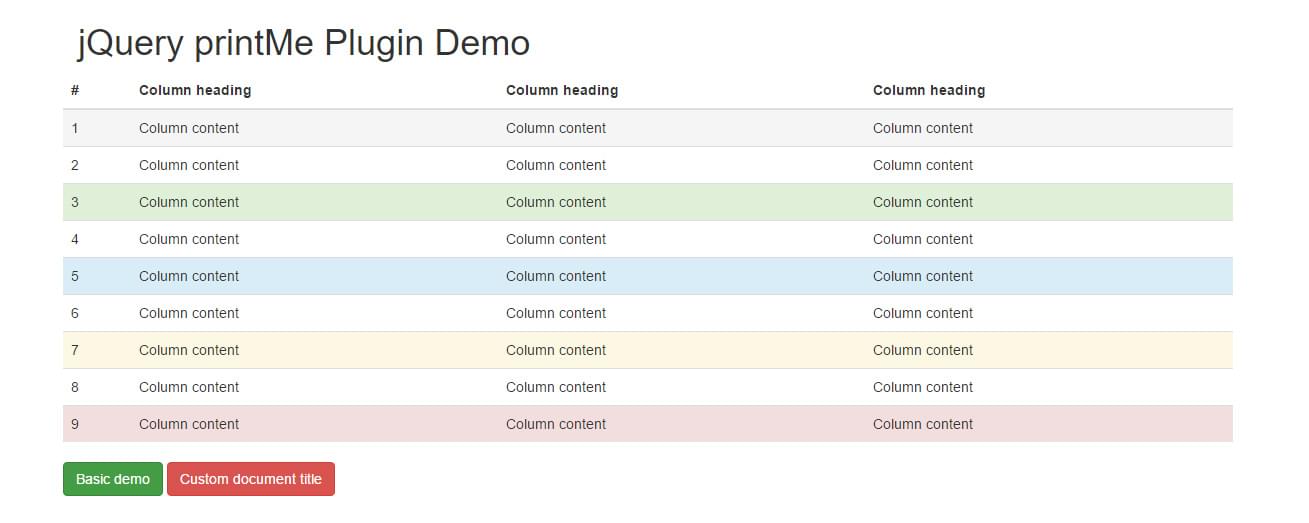 jQuery printMe Plugin Demo
# Column heading Column heading Column heading
1 Column content Column content Column content
2 Column content Column content Column content
3 Column content Column content Column content
4 Column content Column content Column content
5 Column content Column content Column content
6 Column content Column content Column content
7 Column content Column content Column content
8 Column content Column content Column content
9 Column content Column content Column content
Basic demo Custom document title